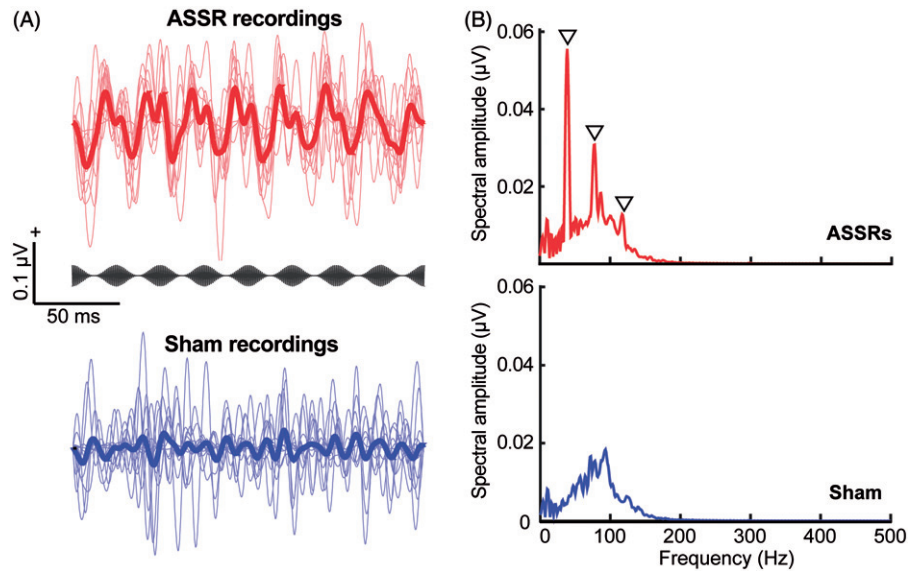 (A)
ASSR recordings
+
0.1 µV
50 ms
Sham recordings
(B)
0.06
0.04
0.02
Spectral amplitude (µV)
ASSRs
0.06
0.04
0.02
0
Spectral amplitude (µV)
Sham
0 100 200 300 400 500
Frequency (Hz)